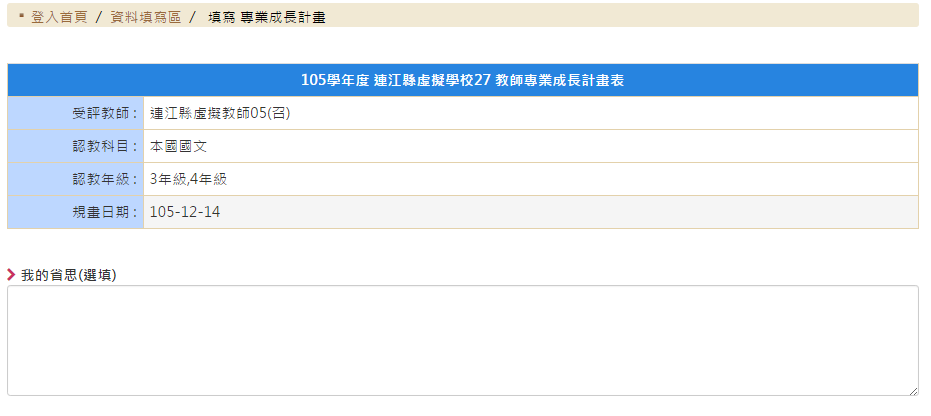 登入首頁 / 資料填寫區 / 填寫 專業成長計畫
105學年度 連江縣虛擬學校27 教師專業成長計畫表
受評教師 : 連江縣虛擬教師05(召)
認教科目 : 本國國文
認教年級 : 3年級,4年級
規畫日期 : 105-12-14
我的省思(選填)